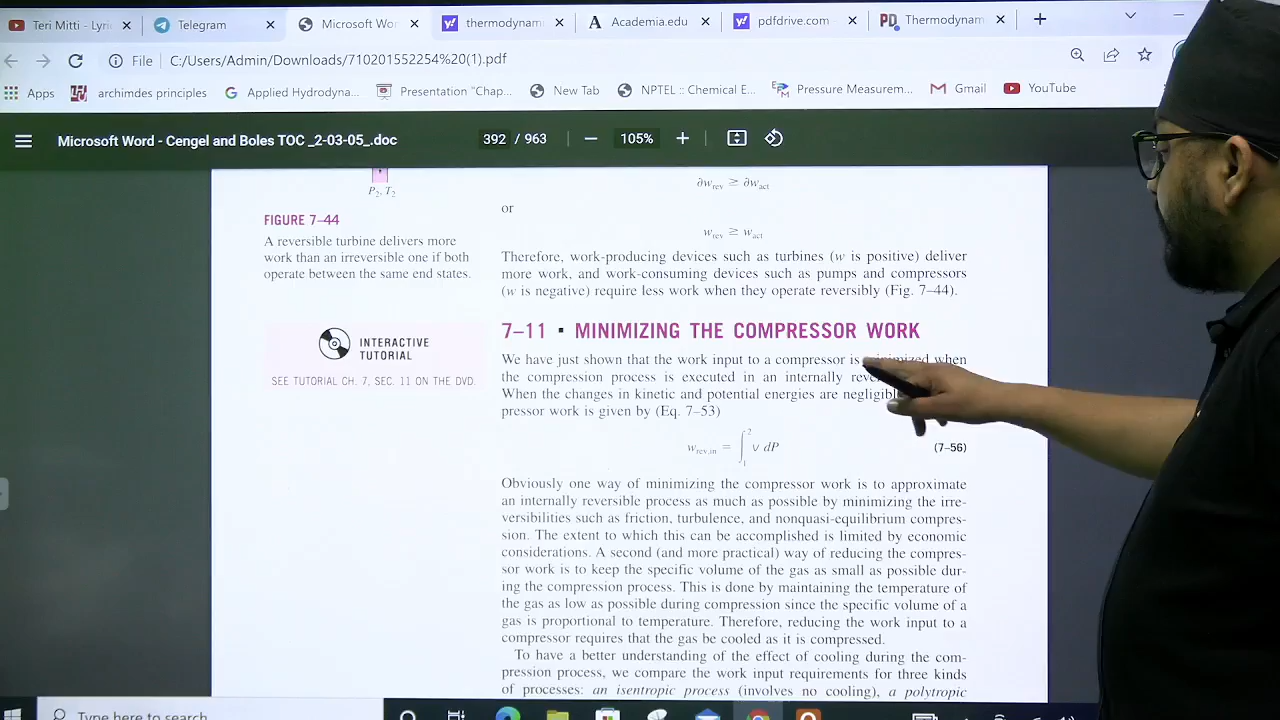 Teri Mitti - Lyri
Telegram
Microsoft Wor
thermodynam
Academia.edu
pdfdrive.com
Thermodynam
File
C:/Users/Admin/Downloads/710201552254%20(1).pdf
Apps
archimdes principles
Applied Hydrodyna...
Presentation "Chap...
New Tab
NPTEL :: Chemical E...
Pressure Measurem...
Gmail
YouTube
Microsoft Word - Cengel and Boles TOC _2-03-05_.doc
392 / 963
105%
P2, T2
FIGURE 7–44
A reversible turbine delivers more
work than an irreversible one if both
operate between the same end states.
INTERACTIVE
TUTORIAL
SEE TUTORIAL CH. 7, SEC. 11 ON THE DVD.
∂wrev ≥ ∂wact
or
wrev ≥ wact
Therefore, work-producing devices such as turbines (w is positive) deliver
more work, and work-consuming devices such as pumps and compressors
(w is negative) require less work when they operate reversibly (Fig. 7–44).
7–11 ▪ MINIMIZING THE COMPRESSOR WORK
We have just shown that the work input to a compressor is minimized when
the compression process is executed in an internally
When the changes in kinetic and potential energies are
pressor work is given by (Eq. 7–53)
wrev,in = ∫₁² v dP (7–56)
Obviously one way of minimizing the compressor work is to approximate
an internally reversible process as much as possible by minimizing the irre-
versibilities such as friction, turbulence, and nonquasi-equilibrium compres-
sion. The extent to which this can be accomplished is limited by economic
considerations. A second (and more practical) way of reducing the compres-
sor work is to keep the specific volume of the gas as small as possible dur-
ing the compression process. This is done by maintaining the temperature of
the gas as low as possible during compression since the specific volume of a
gas is proportional to temperature. Therefore, reducing the work input to a
compressor requires that the gas be cooled as it is compressed.
To have a better understanding of the effect of cooling during the com-
pression process, we compare the work input requirements for three kinds
of processes: an isentropic process (involves no cooling), a polytropic
Type here to search